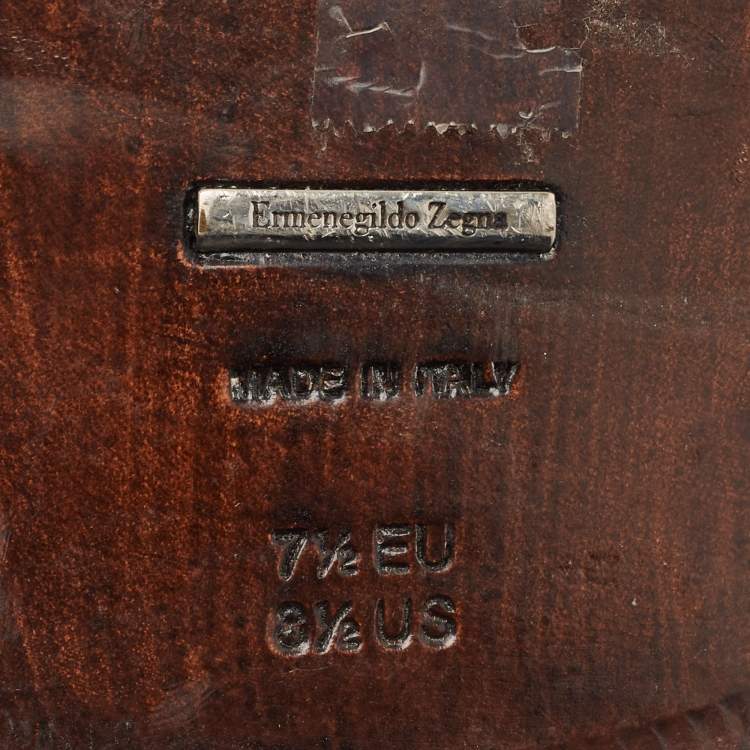 Ermenegildo Zegna
MADE IN ITALY
7½ EU
8½ US